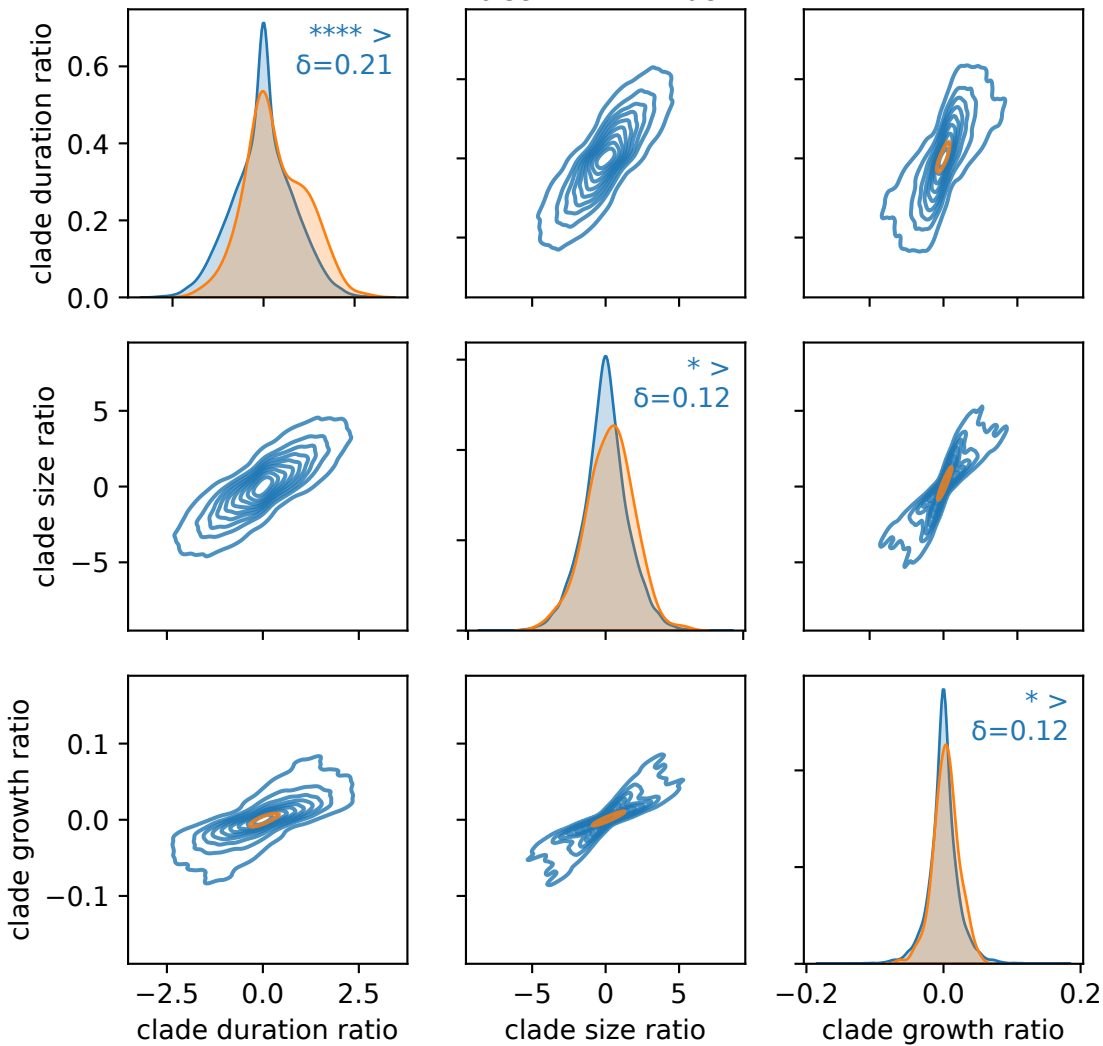 clade duration ratio
0.6
0.4
0.2
0.0
**** >
δ=0.21
clade size ratio
5
0
−5
* >
δ=0.12
clade growth ratio
0.1
0.0
−0.1
* >
δ=0.12
−2.5 0.0 2.5
−5 0 5
−0.2 0.0 0.2
clade duration ratio
clade size ratio
clade growth ratio